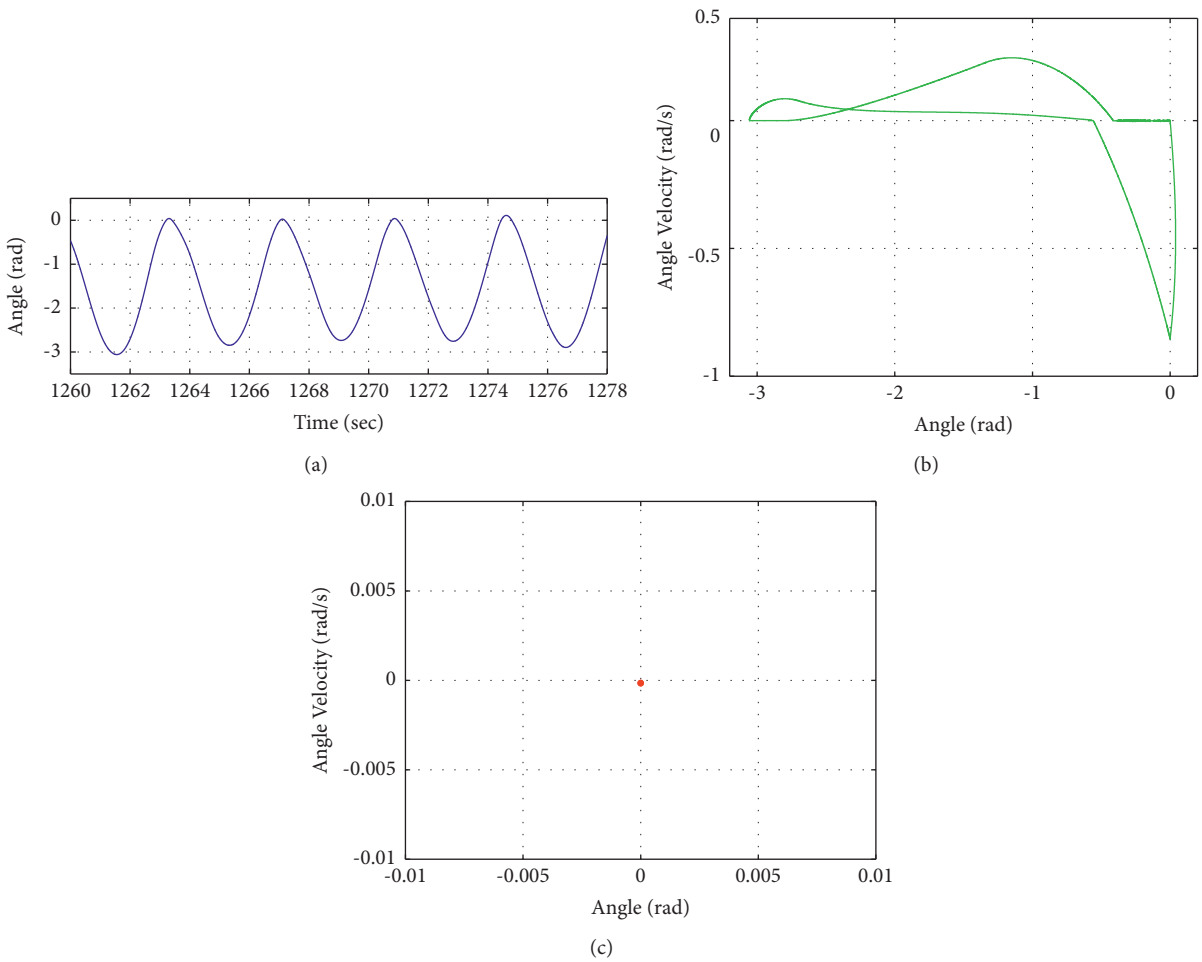 0
-1
-2
-3
Angle (rad)
1260 1262 1264 1266 1268 1270 1272 1274 1276 1278
Time (sec)
(a)
0.5
0
-0.5
-1
Angle Velocity (rad/s)
-3 -2 -1 0
Angle (rad)
(b)
0.01
0.005
0
-0.005
-0.01
Angle Velocity (rad/s)
-0.01 -0.005 0 0.005 0.01
Angle (rad)
(c)